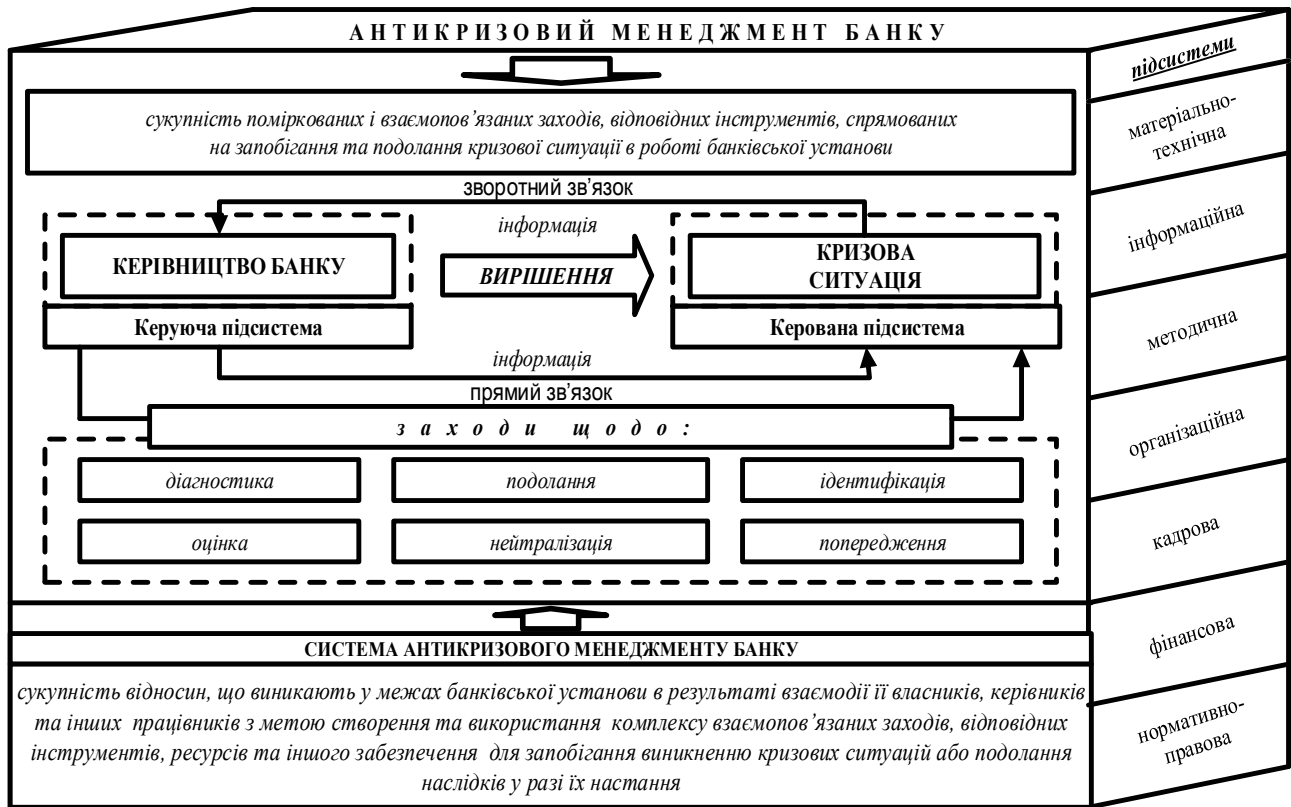 АНТИКРИЗОВИЙ МЕНЕДЖМЕНТ БАНКУ
підсистеми
сукупність поміркованих і взаємопов’язаних заходів, відповідних інструментів, спрямованих
на запобігання та подолання кризової ситуації в роботі банківської установи
матеріально-
технічна
інформаційна
методична
організаційна
кадрова
фінансова
нормативно-
правова
зворотний зв’язок
інформація
КЕРІВНИЦТВО БАНКУ
ВИРІШЕННЯ
КРИЗОВА
СИТУАЦІЯ
Керуюча підсистема
Керована підсистема
інформація
прямий зв’язок
заходи щодо:
діагностика
подолання
ідентифікація
оцінка
нейтралізація
попередження
СИСТЕМА АНТИКРИЗОВОГО МЕНЕДЖМЕНТУ БАНКУ
сукупність відносин, що виникають у межах банківської установи в результаті взаємодії її власників, керівників
та інших працівників з метою створення та використання комплексу взаємопов’язаних заходів, відповідних
інструментів, ресурсів та іншого забезпечення для запобігання виникненню кризових ситуацій або подолання
наслідків у разі їх настання